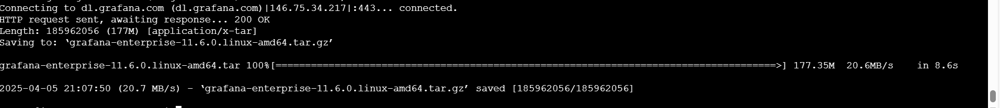 Connecting to dl.grafana.com (dl.grafana.com)|146.75.34.217|:443... connected.
HTTP request sent, awaiting response... 200 OK
Length: 185962056 (177M) [application/x-tar]
Saving to: ‘grafana-enterprise-11.6.0.linux-amd64.tar.gz’
grafana-enterprise-11.6.0.linux-amd64.tar 100%[=====================================================================================>] 177.35M 20.6MB/s in 8.6s
2025-04-05 21:07:50 (20.7 MB/s) - ‘grafana-enterprise-11.6.0.linux-amd64.tar.gz’ saved [185962056/185962056]